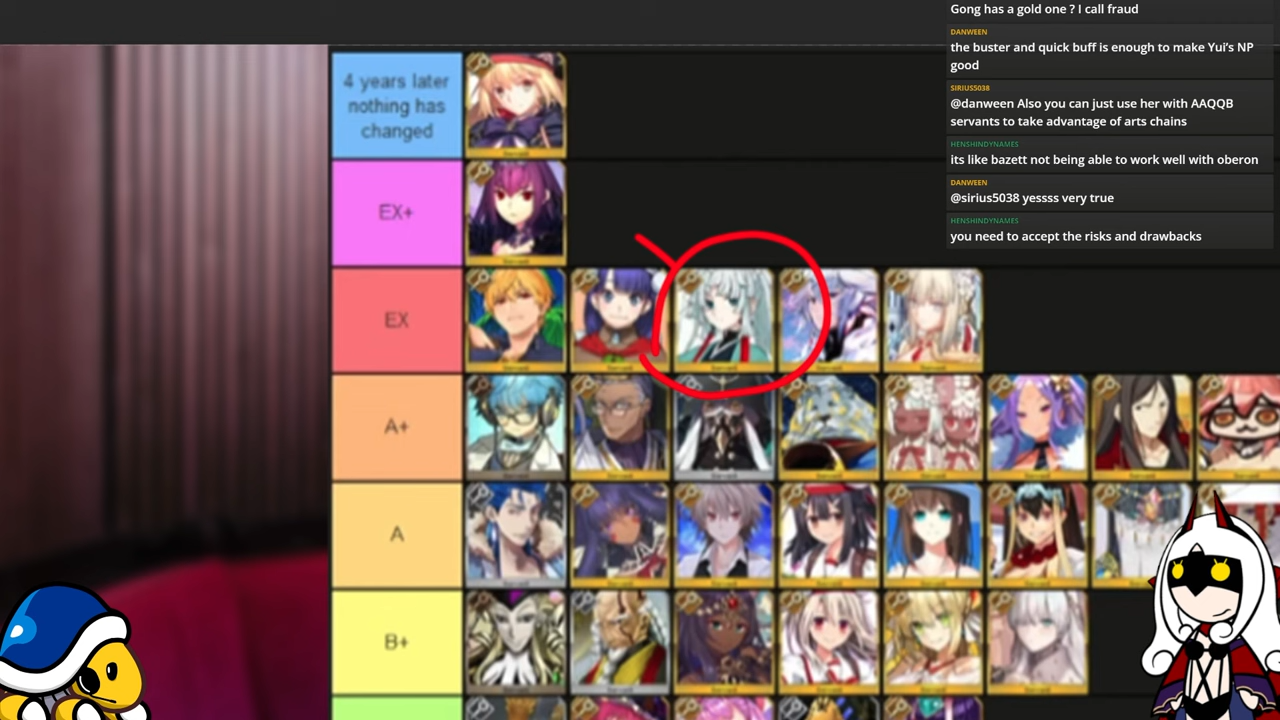 Gong has a gold one ? I call fraud
DANWEEN
the buster and quick buff is enough to make Yui's NP
good
SIRIUS5038
@danween Also you can just use her with AAQQB
servants to take advantage of arts chains
HENSHINDYNAMES
its like bazett not being able to work well with oberon
DANWEEN
@sirius5038 yessss very true
HENSHINDYNAMES
you need to accept the risks and drawbacks
4 years later
nothing has
changed
EX+
EX
A+
A
B+